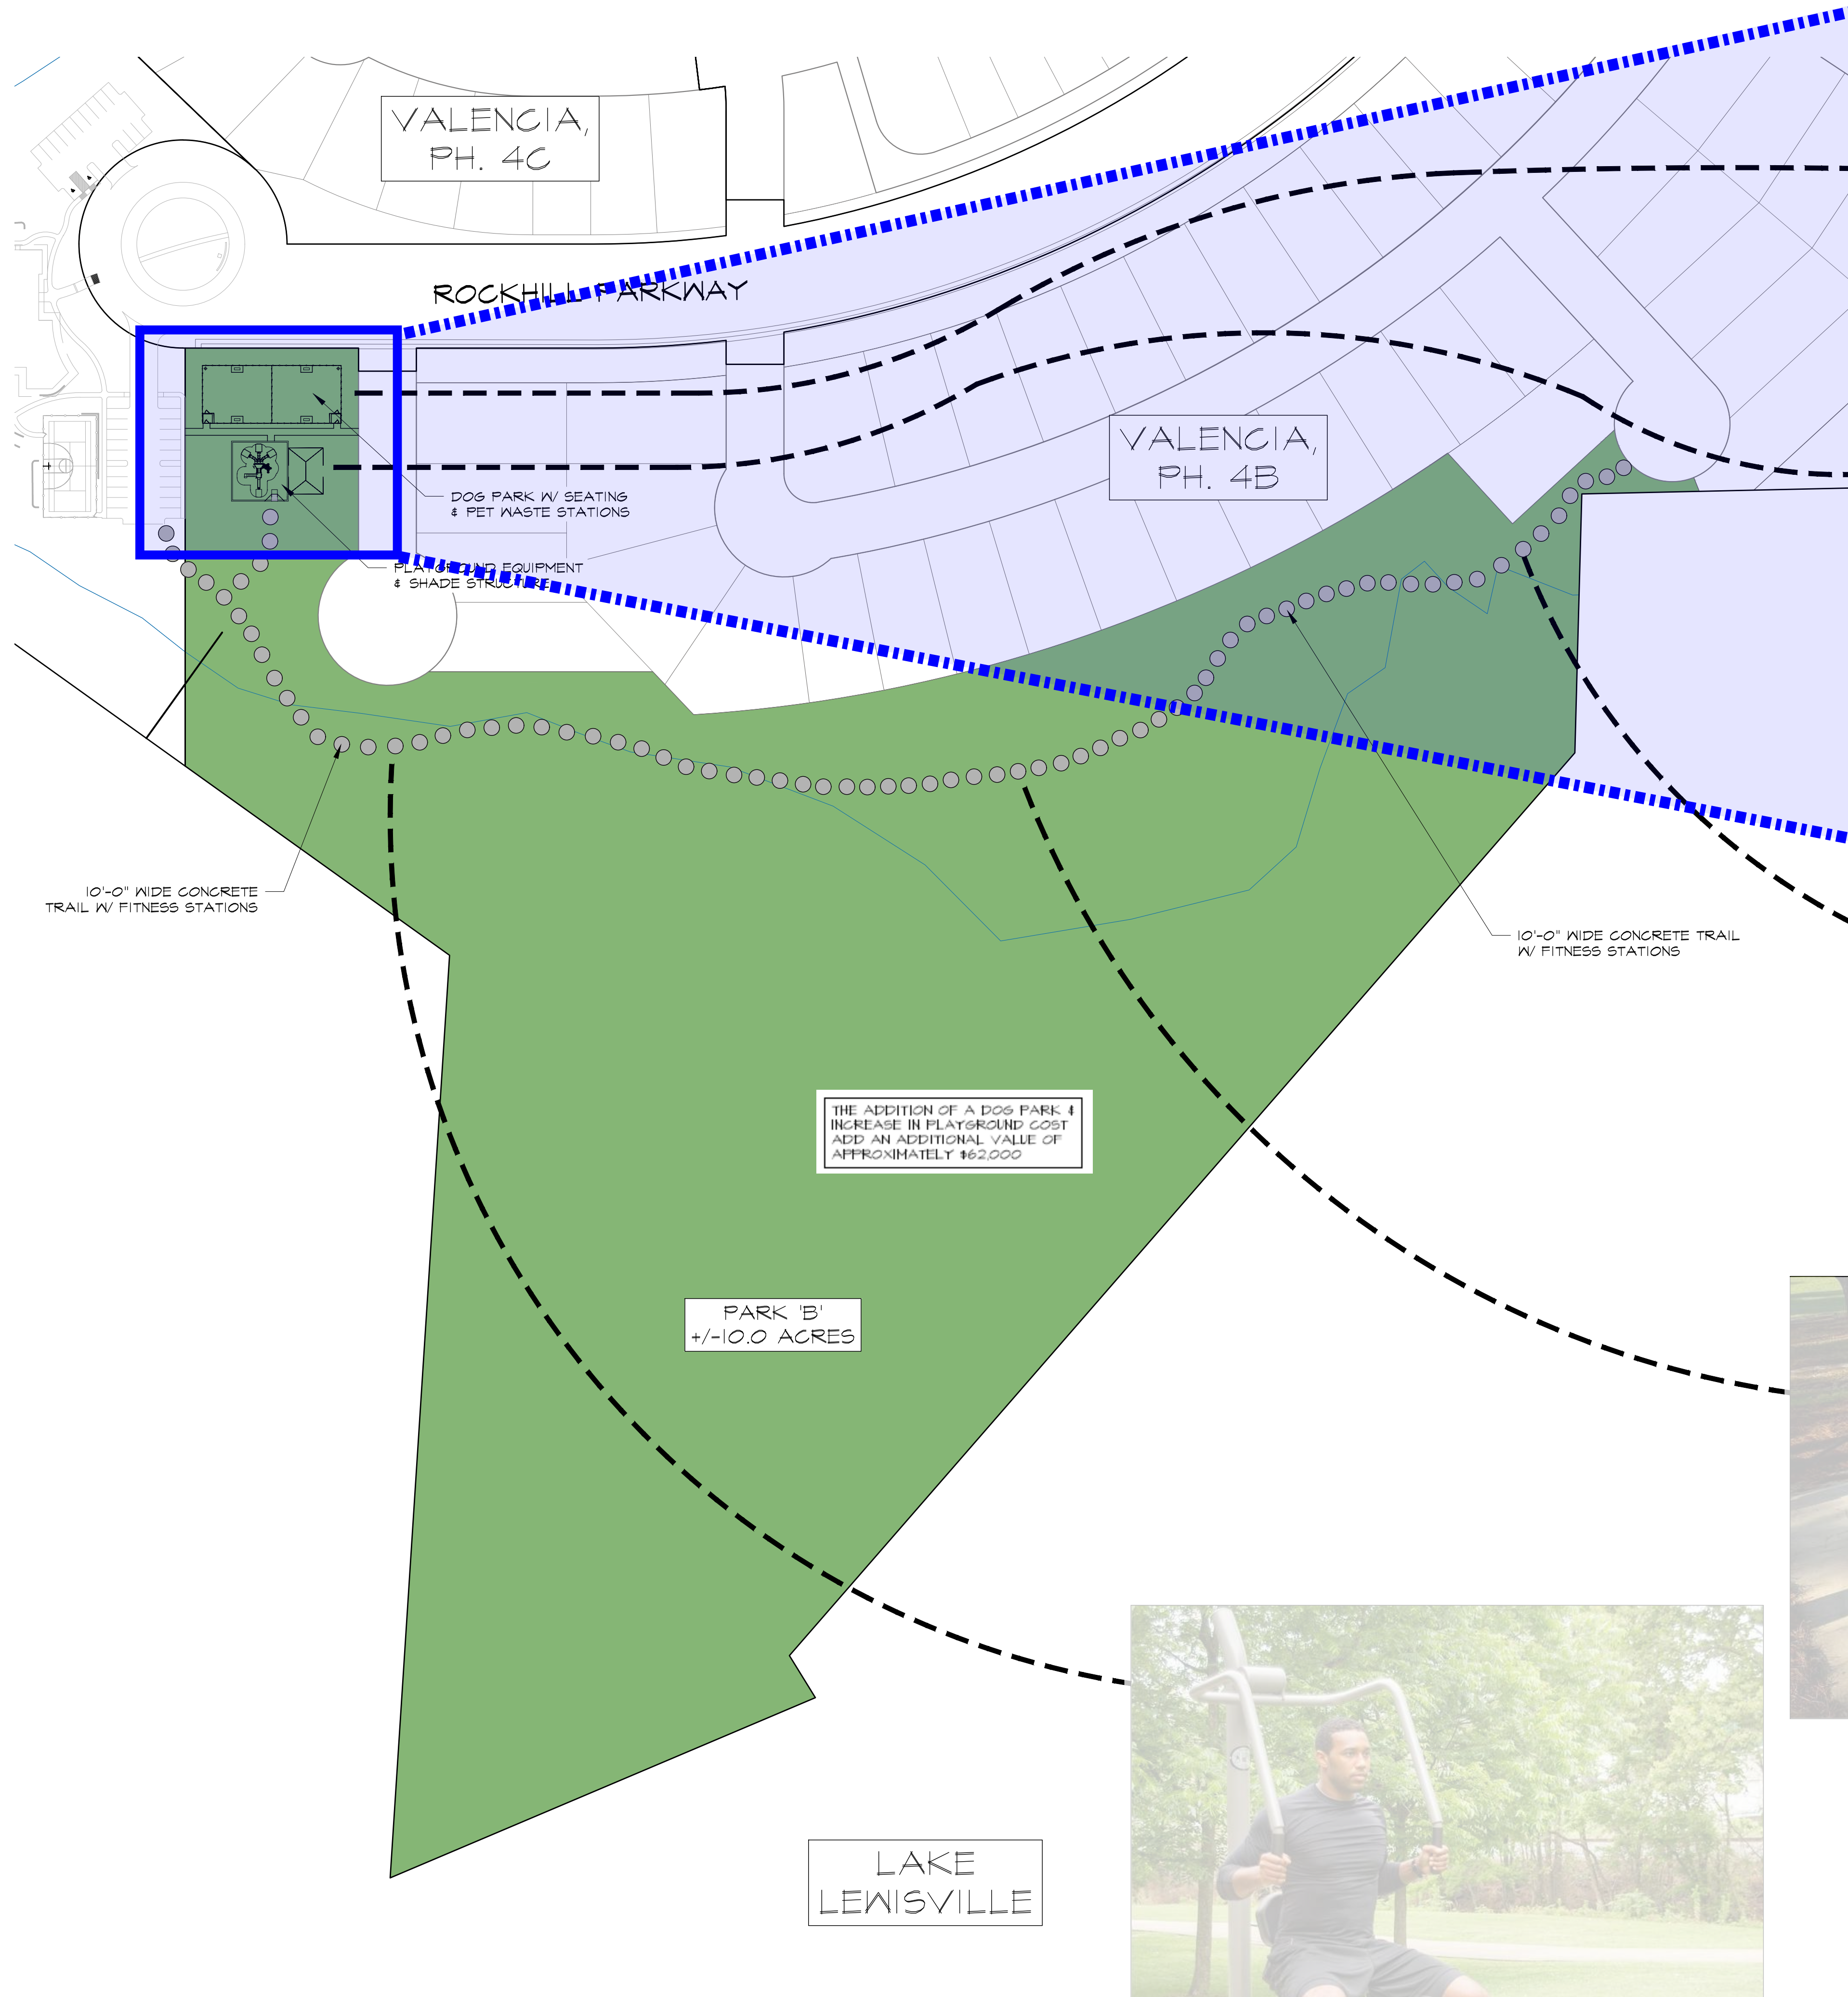 VALENCIA,
PH. 4C
ROCKHILL PARKWAY
VALENCIA,
PH. 4B
DOG PARK W/ SEATING
& PET WASTE STATIONS
PLAYGROUND EQUIPMENT
& SHADE STRUCTURE
10'-0" WIDE CONCRETE
TRAIL W/ FITNESS STATIONS
10'-0" WIDE CONCRETE TRAIL
W/ FITNESS STATIONS
THE ADDITION OF A DOG PARK &
INCREASE IN PLAYGROUND COST
ADD AN ADDITIONAL VALUE OF
APPROXIMATELY $62,000
PARK 'B'
+/-10.0 ACRES
LAKE
LEWISVILLE